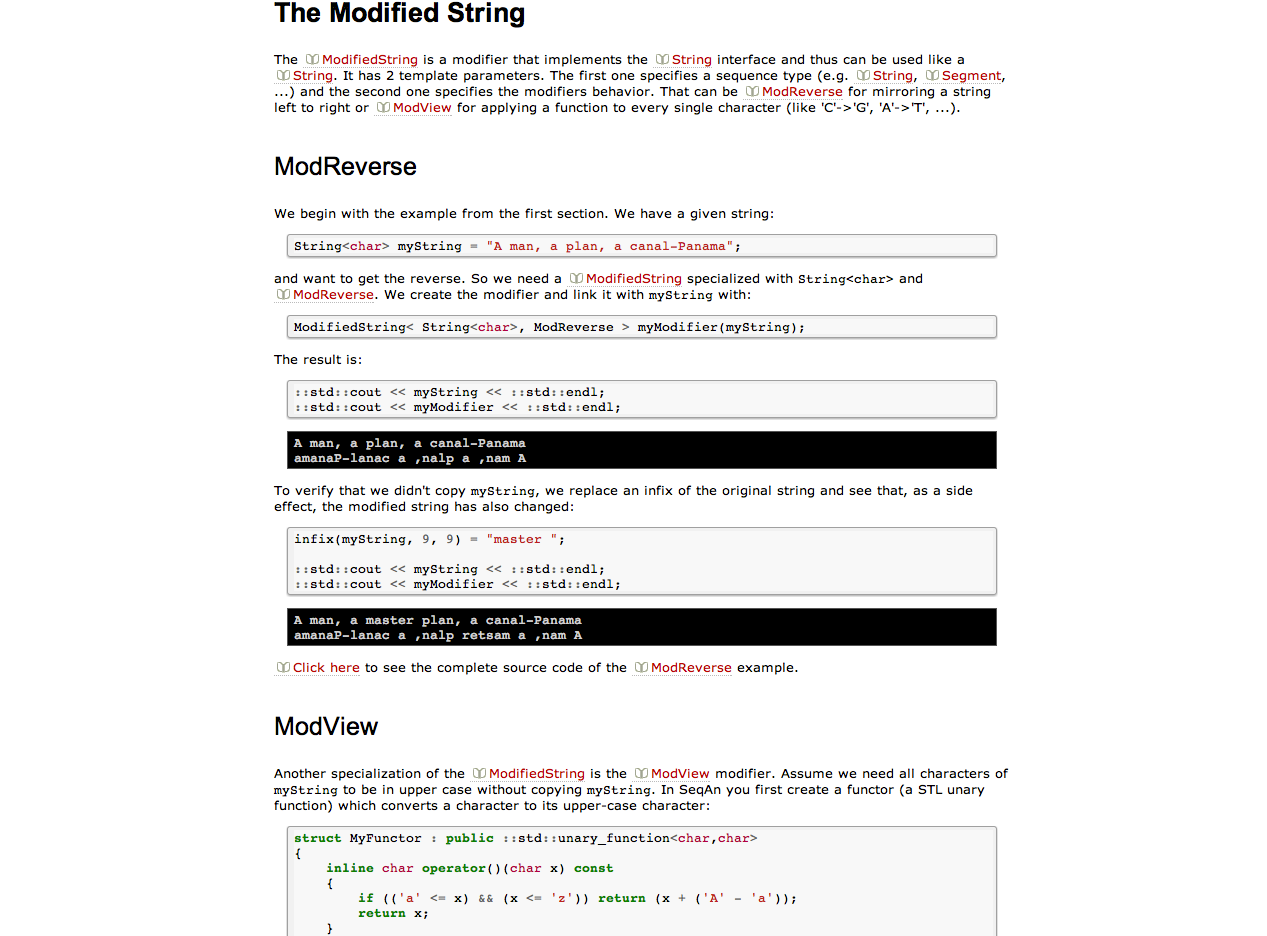 The Modified String
The ModifiedString is a modifier that implements the String interface and thus can be used like a
String. It has 2 template parameters. The first one specifies a sequence type (e.g. String, Segment,
...) and the second one specifies the modifiers behavior. That can be ModReverse for mirroring a string
left to right or ModView for applying a function to every single character (like 'C'->'G', 'A'->'T', ...).
ModReverse
We begin with the example from the first section. We have a given string:
String<char> myString = "A man, a plan, a canal-Panama";
and want to get the reverse. So we need a ModifiedString specialized with String<char> and
ModReverse. We create the modifier and link it with myString with:
ModifiedString< String<char>, ModReverse > myModifier(myString);
The result is:
::std::cout << myString << ::std::endl;
::std::cout << myModifier << ::std::endl;
A man, a plan, a canal-Panama
amanaP-lanac a ,nalp a ,nam A
To verify that we didn't copy myString, we replace an infix of the original string and see that, as a side
effect, the modified string has also changed:
infix(myString, 9, 9) = "master ";
::std::cout << myString << ::std::endl;
::std::cout << myModifier << ::std::endl;
A man, a master plan, a canal-Panama
amanaP-lanac a ,nalp retsam a ,nam A
Click here to see the complete source code of the ModReverse example.
ModView
Another specialization of the ModifiedString is the ModView modifier. Assume we need all characters of
myString to be in upper case without copying myString. In SeqAn you first create a functor (a STL unary
function) which converts a character to its upper-case character:
struct MyFunctor : public ::std::unary_function<char,char>
{
    inline char operator()(char x) const
    {
        if (('a' <= x) && (x <= 'z')) return (x + ('A' - 'a'));
        return x;
    }